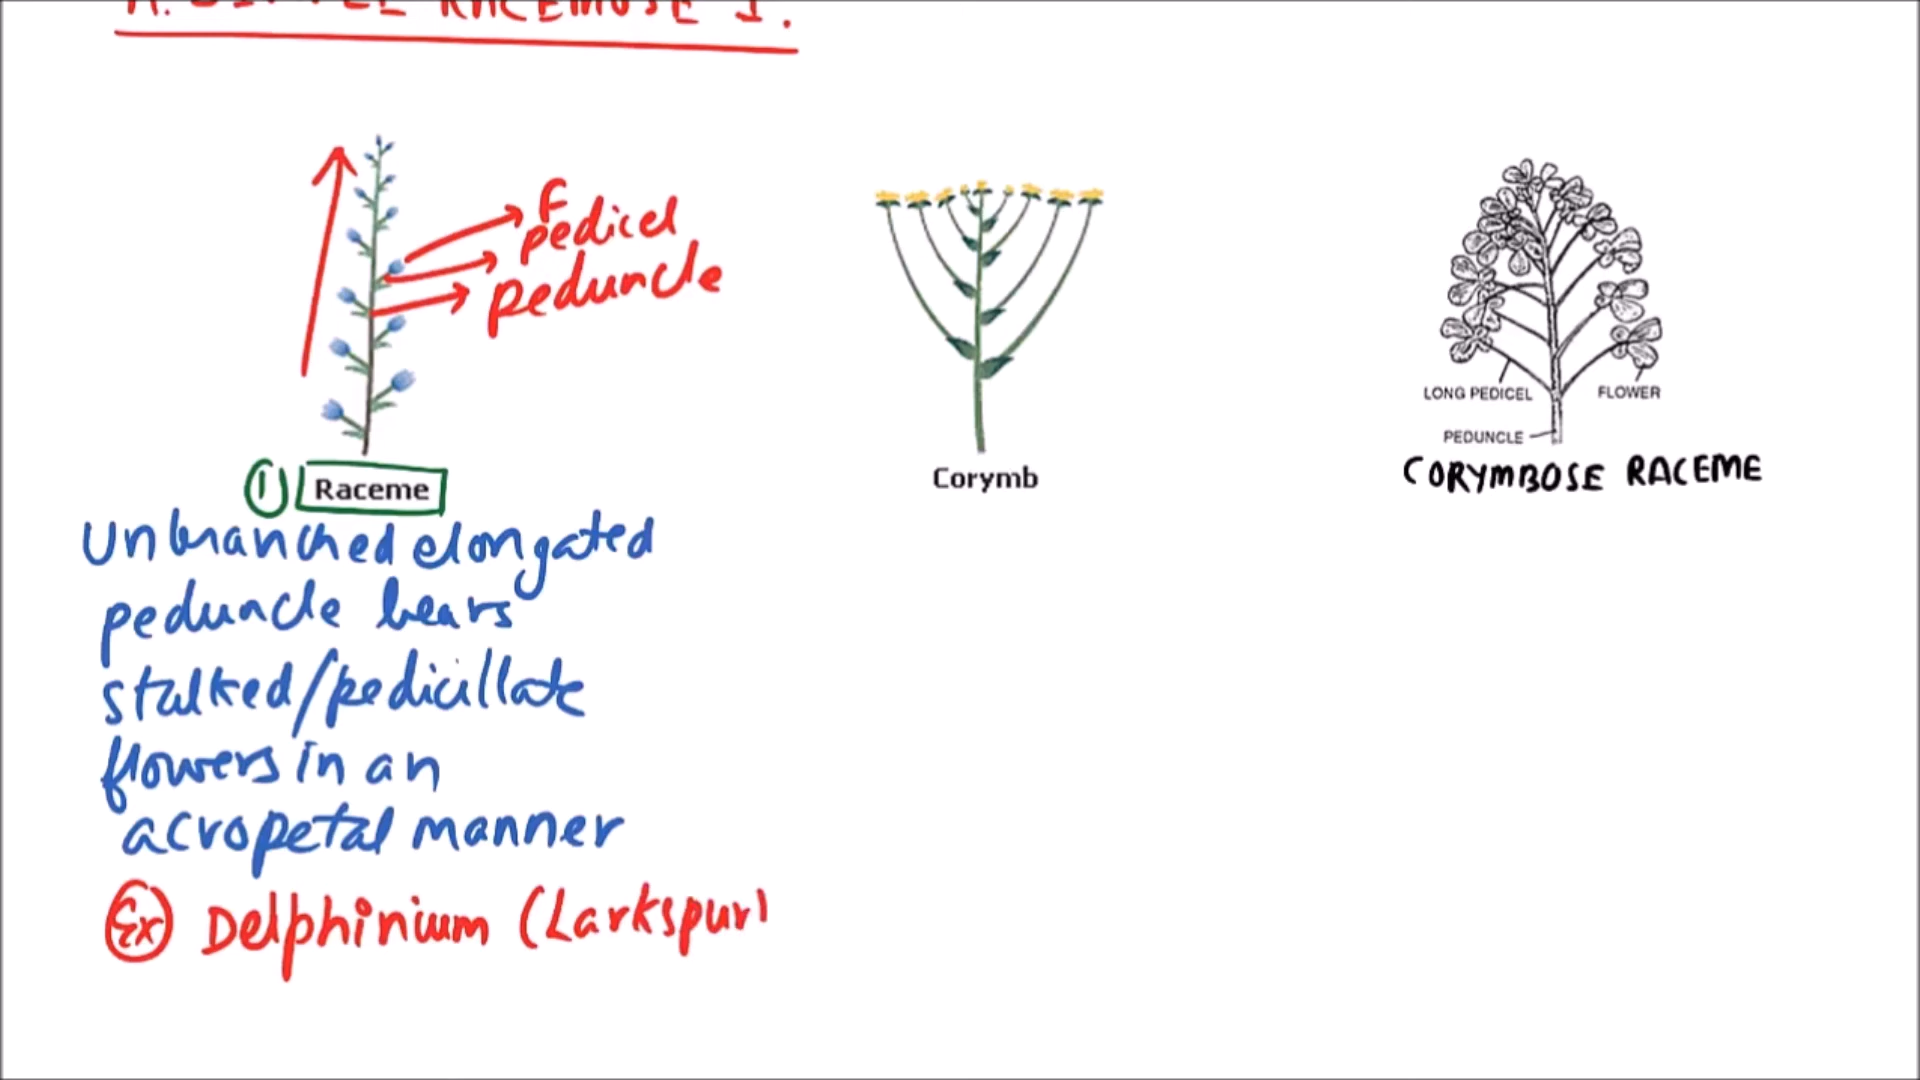 RACEMOSE I.
F
pedicel
peduncle
LONG PEDICEL
FLOWER
PEDUNCLE
① Raceme
Corymb
CORYMBOSE RACEME
Unbranched elongated
peduncle bears
stalked/pedicillate
flowers in an
acropetal manner
Ex Delphinium (Larkspur)